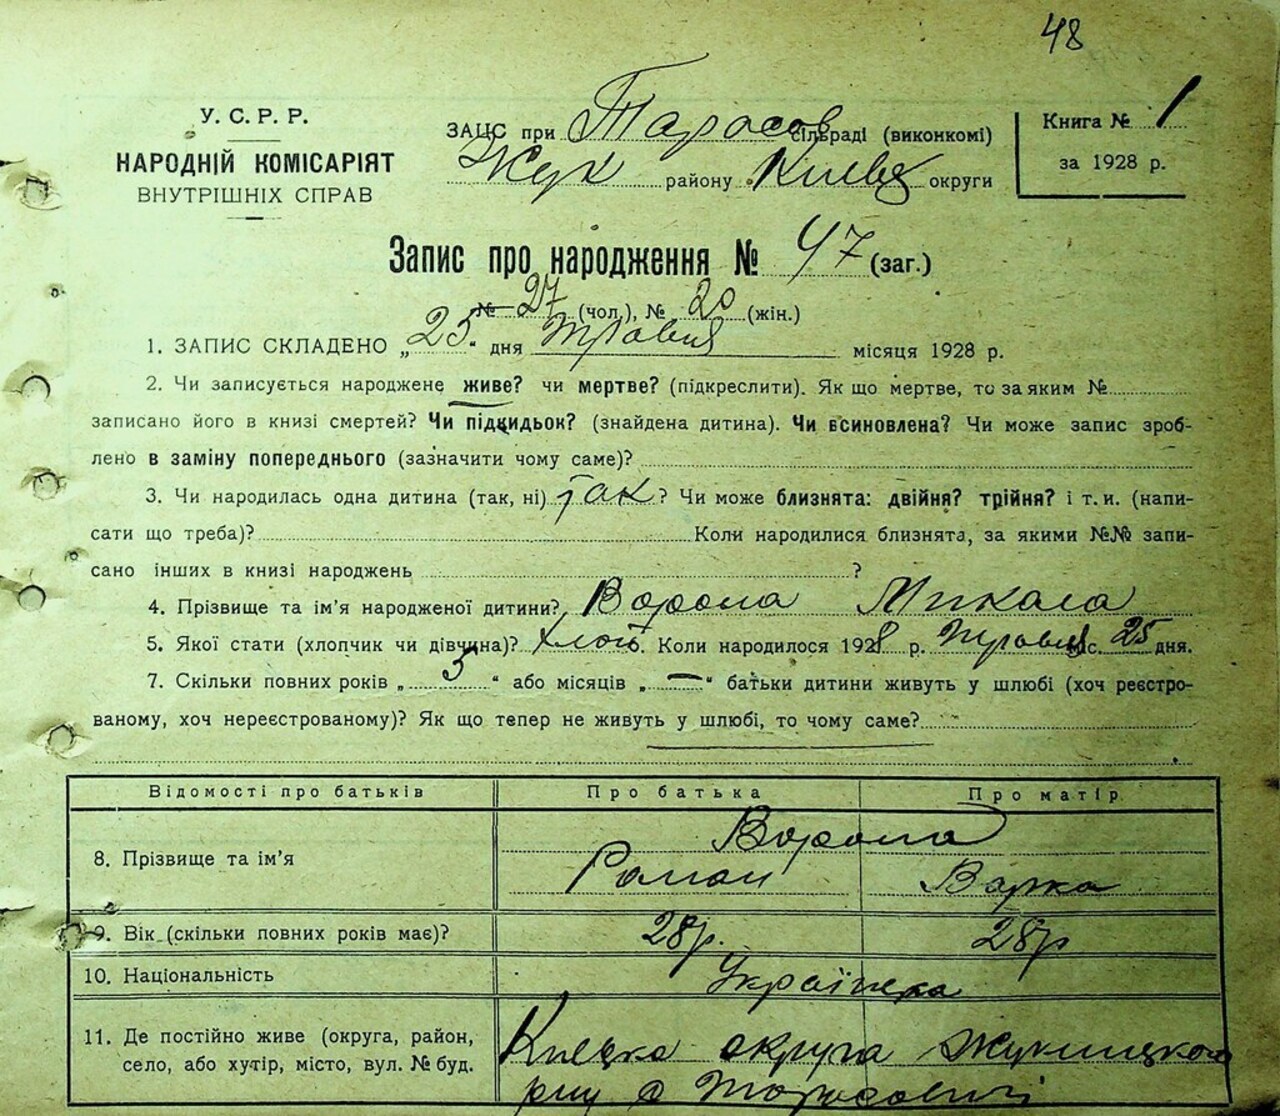 48
У. С. Р. Р.
НАРОДНІЙ КОМІСАРІЯТ
ВНУТРІШНІХ СПРАВ
ЗАЦС при Тарасов сільраді (виконкомі)
Жук району Київ округи
Книга № 1
за 1928 р.
Запис про народження № 47 (заг.)
№ 27 (чол.), № 20 (жін.)
1. ЗАПИС СКЛАДЕНО „25“ дня травня місяця 1928 р.
2. Чи записується народжене живе? чи мертве? (підкреслити). Як що мертве, то за яким №
записано його в книзі смертей? Чи підкидьок? (знайдена дитина). Чи всиновлена? Чи може запис зроб-
лено в заміну попереднього (зазначити чому саме)?
3. Чи народилась одна дитина (так, ні) так? Чи може близнята: двійня? трійня? і т. и. (напи-
сати що треба)? Коли народилися близнята, за якими №№ запи-
сано інших в книзі народжень ?
4. Прізвище та ім’я народженої дитини? Ворона Микола
5. Якої стати (хлопчик чи дівчина)? хлоп. Коли народилося 1928 р. травня міс. 25 дня.
7. Скільки повних років „5“ або місяців „—“ батьки дитини живуть у шлюбі (хоч реєстро-
ваному, хоч нереєстрованому)? Як що тепер не живуть у шлюбі, то чому саме?
Відомості про батьків Про батька Про матір
8. Прізвище та ім’я Ворона
Роман Варка
9. Вік (скільки повних років має)? 28р. 28р
10. Національність Українка
11. Де постійно живе (округа, район, село, або хутір, місто, вул. № буд. Київска округа Жукинцкого
с Тарасовичі